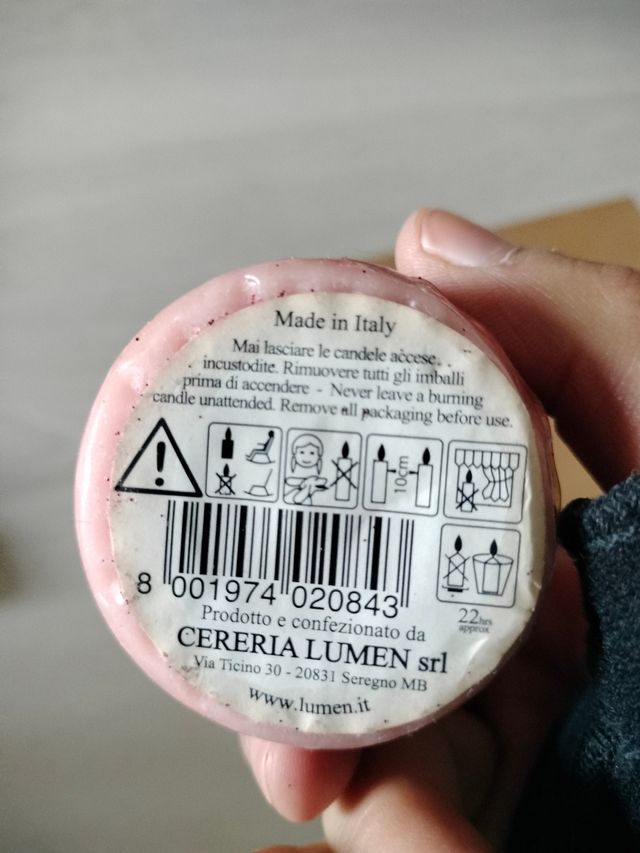 Made in Italy
Mai lasciare le candele accese
incustodite. Rimuovere tutti gli imballi
prima di accendere - Never leave a burning
candle unattended. Remove all packaging before use.
!
10cm
8 001974 020843
22hrs
approx
Prodotto e confezionato da
CERERIA LUMEN srl
Via Ticino 30 - 20831 Seregno MB
www.lumen.it